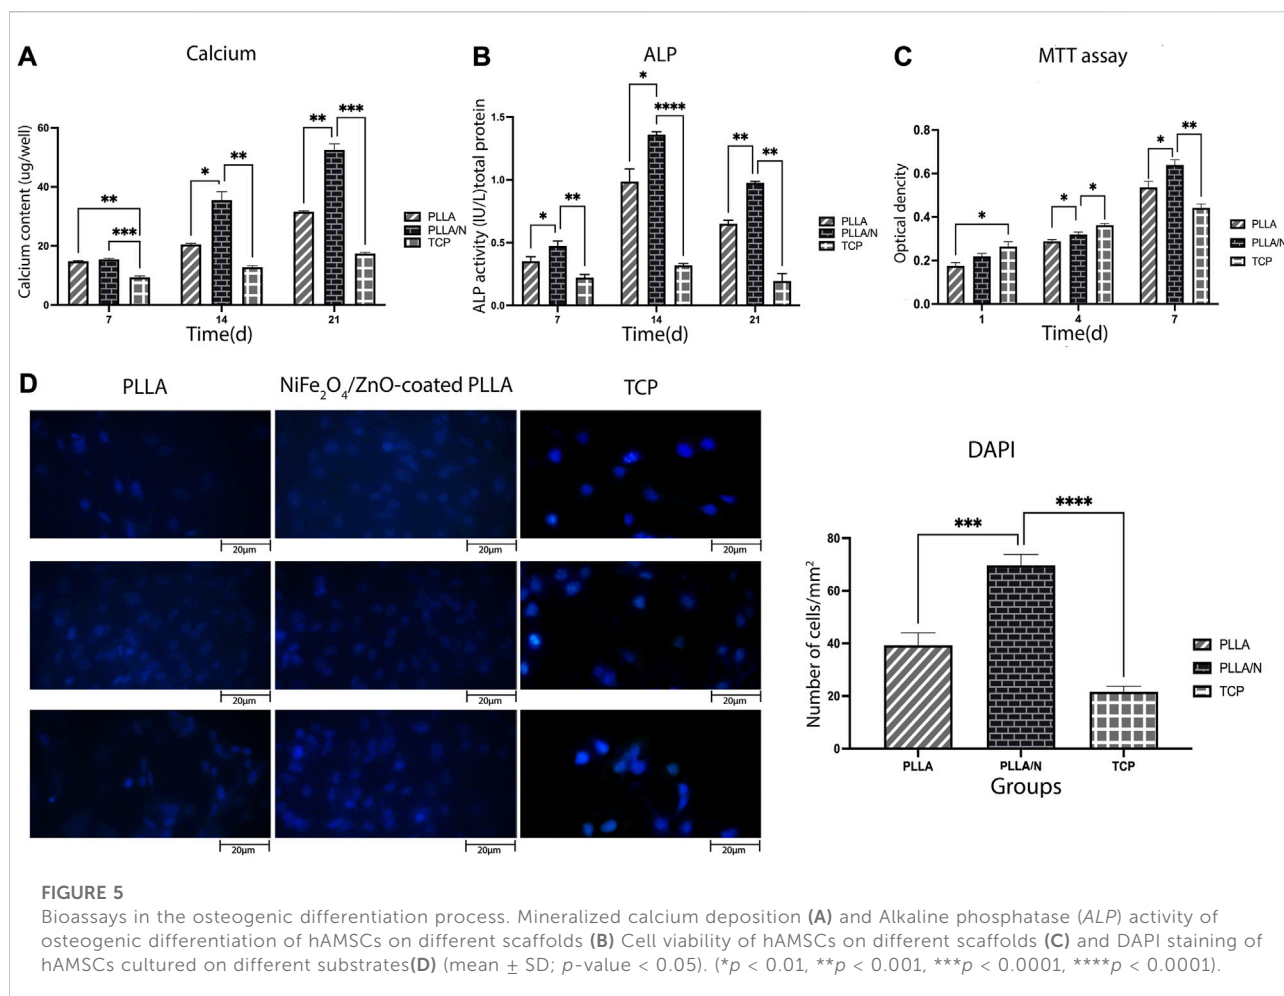 A
Calcium
Calcium content (ug/well)
60
40
20
0
**
***
*
**
**
***
7
14
21
Time(d)
PLLA
PLLA/N
TCP
B
ALP
ALP activity (IU/L)total protein
1.5
1.0
0.5
0.0
*
**
*
****
**
**
7
14
21
Time(d)
PLLA
PLLA/N
TCP
C
MTT assay
Optical density
0.8
0.6
0.4
0.2
0.0
*
*
*
*
**
1
4
7
Time(d)
PLLA
PLLA/N
TCP
D
PLLA
NiFe₂O₄/ZnO-coated PLLA
TCP
20μm
20μm
20μm
20μm
20μm
20μm
20μm
20μm
20μm
DAPI
Number of cells/mm²
80
60
40
20
0
***
****
PLLA
PLLA/N
TCP
Groups
PLLA
PLLA/N
TCP
FIGURE 5
Bioassays in the osteogenic differentiation process. Mineralized calcium deposition (A) and Alkaline phosphatase (ALP) activity of
osteogenic differentiation of hAMSCs on different scaffolds (B) Cell viability of hAMSCs on different scaffolds (C) and DAPI staining of
hAMSCs cultured on different substrates(D) (mean ± SD; p-value < 0.05). (*p < 0.01, **p < 0.001, ***p < 0.0001, ****p < 0.0001).